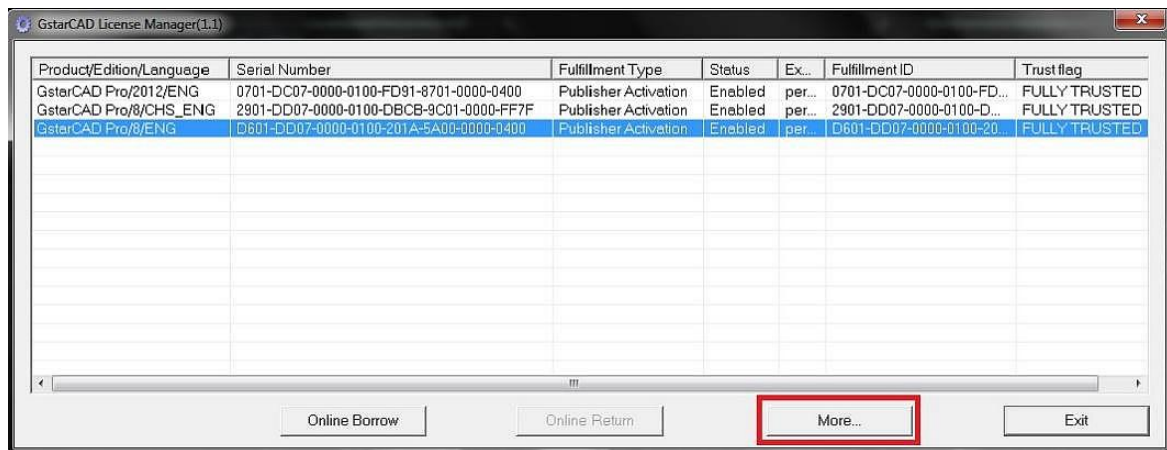 GstarCAD License Manager(1.1)
Product/Edition/Language Serial Number Fulfillment Type Status Ex... Fulfillment ID Trust flag
GstarCAD Pro/2012/ENG 0701-DC07-0000-0100-FD91-8701-0000-0400 Publisher Activation Enabled per... 0701-DC07-0000-0100-FD... FULLY TRUSTED
GstarCAD Pro/8/CHS_ENG 2901-DD07-0000-0100-DBCB-9C01-0000-FF7F Publisher Activation Enabled per... 2901-DD07-0000-0100-D... FULLY TRUSTED
GstarCAD Pro/8/ENG D601-DD07-0000-0100-201A-5A00-0000-0400 Publisher Activation Enabled per... D601-DD07-0000-0100-20... FULLY TRUSTED
Online Borrow Online Return More... Exit